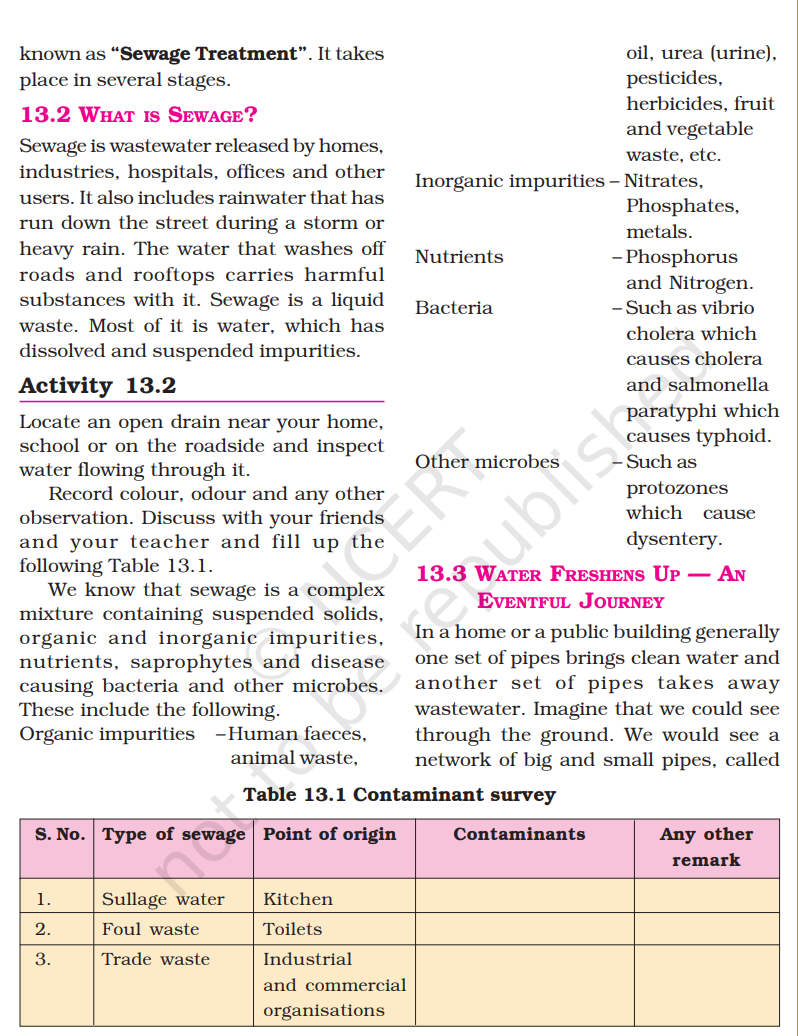 known as “Sewage Treatment”. It takes
place in several stages.
13.2 WHAT IS SEWAGE?
Sewage is wastewater released by homes,
industries, hospitals, offices and other
users. It also includes rainwater that has
run down the street during a storm or
heavy rain. The water that washes off
roads and rooftops carries harmful
substances with it. Sewage is a liquid
waste. Most of it is water, which has
dissolved and suspended impurities.
Activity 13.2
Locate an open drain near your home,
school or on the roadside and inspect
water flowing through it.
Record colour, odour and any other
observation. Discuss with your friends
and your teacher and fill up the
following Table 13.1.
We know that sewage is a complex
mixture containing suspended solids,
organic and inorganic impurities,
nutrients, saprophytes and disease
causing bacteria and other microbes.
These include the following.
Organic impurities –Human faeces,
animal waste,
oil, urea (urine),
pesticides,
herbicides, fruit
and vegetable
waste, etc.
Inorganic impurities – Nitrates,
Phosphates,
metals.
Nutrients – Phosphorus
and Nitrogen.
Bacteria – Such as vibrio
cholera which
causes cholera
and salmonella
paratyphi which
causes typhoid.
Other microbes – Such as
protozones
which cause
dysentery.
13.3 WATER FRESHENS UP — AN
EVENTFUL JOURNEY
In a home or a public building generally
one set of pipes brings clean water and
another set of pipes takes away
wastewater. Imagine that we could see
through the ground. We would see a
network of big and small pipes, called
Table 13.1 Contaminant survey
S. No. Type of sewage Point of origin Contaminants Any other
remark
1. Sullage water Kitchen
2. Foul waste Toilets
3. Trade waste Industrial
and commercial
organisations
© NCERT
not to be republished